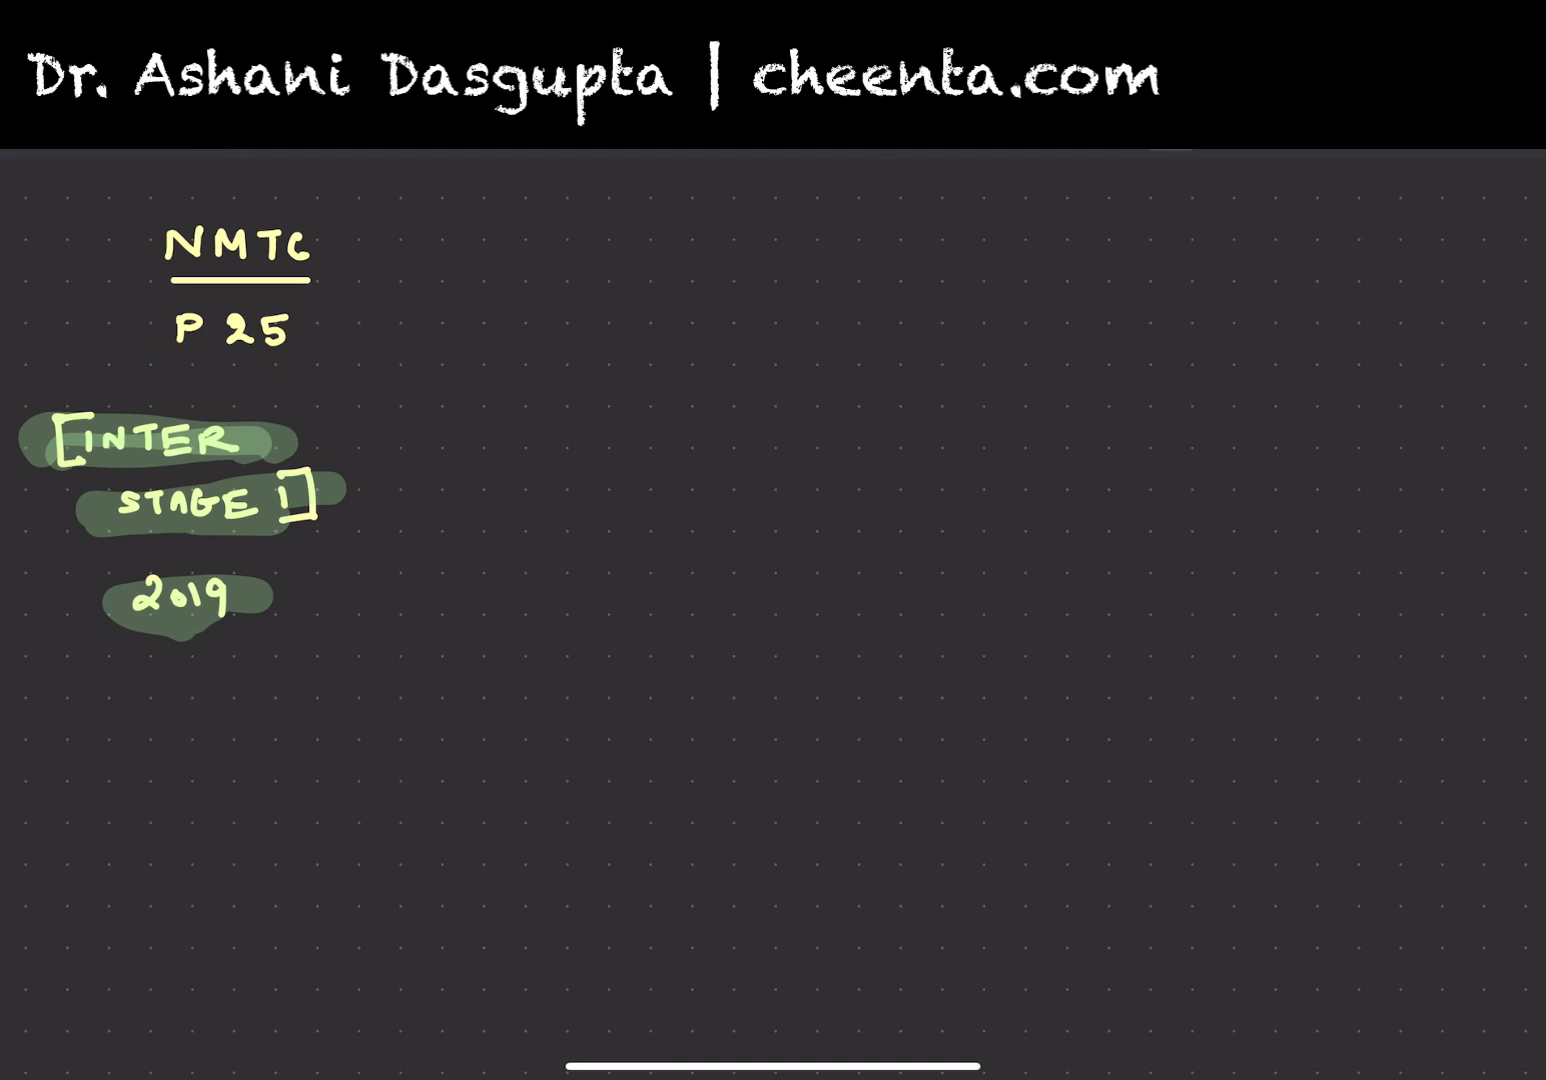 Dr. Ashani Dasgupta | cheenta.com
NMTC
P 25
[INTER
STAGE I]
2019